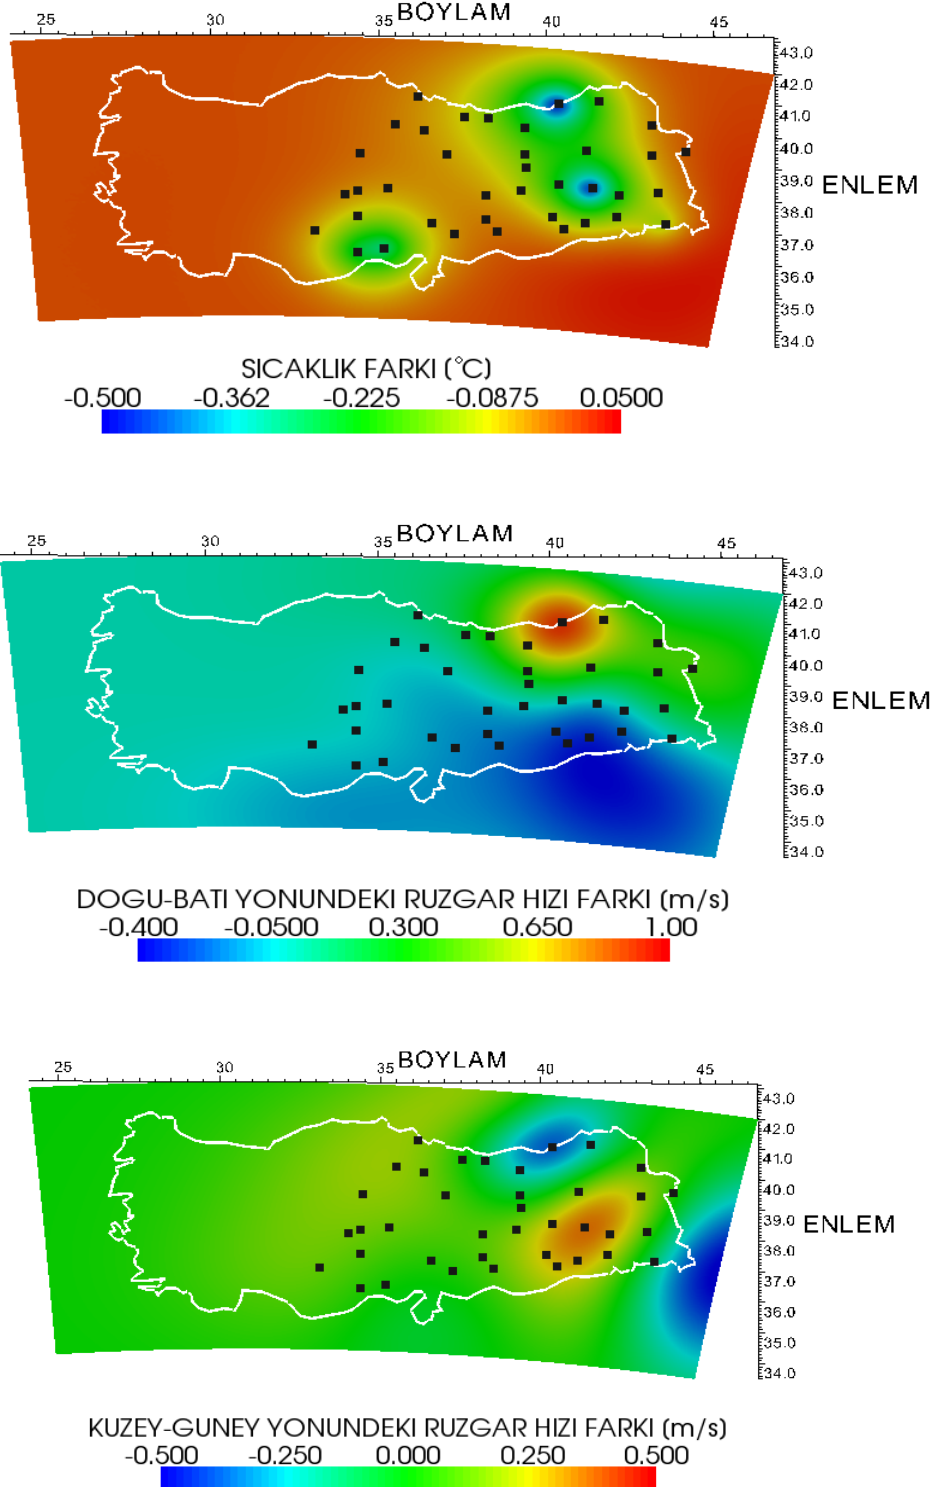 BOYLAM
25 30 35 40 45
43.0
42.0
41.0
40.0
39.0
ENLEM
38.0
37.0
36.0
35.0
34.0
SICAKLIK FARKI (°C)
-0.500 -0.362 -0.225 -0.0875 0.0500
BOYLAM
25 30 35 40 45
43.0
42.0
41.0
40.0
39.0
ENLEM
38.0
37.0
36.0
35.0
34.0
DOGU-BATI YONUNDEKI RUZGAR HIZI FARKI (m/s)
-0.400 -0.0500 0.300 0.650 1.00
BOYLAM
25 30 35 40 45
43.0
42.0
41.0
40.0
39.0
ENLEM
38.0
37.0
36.0
35.0
34.0
KUZEY-GUNEY YONUNDEKI RUZGAR HIZI FARKI (m/s)
-0.500 -0.250 0.000 0.250 0.500